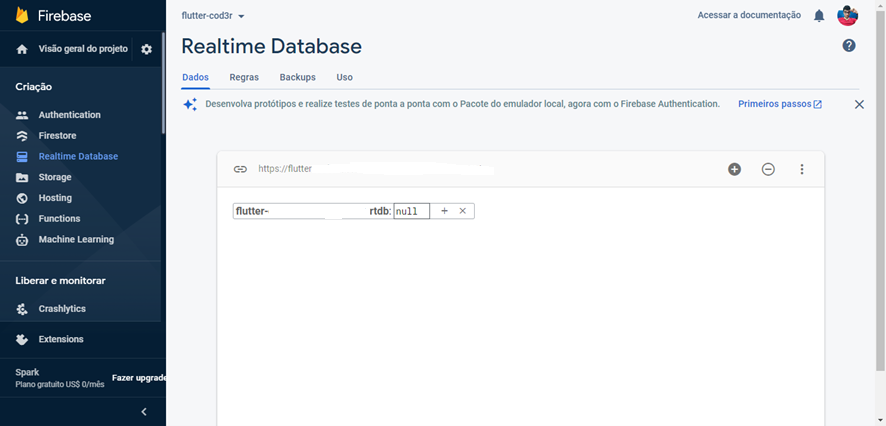 Firebase
Visão geral do projeto
Criação
Authentication
Firestore
Realtime Database
Storage
Hosting
Functions
Machine Learning
Liberar e monitorar
Crashlytics
Extensions
Spark
Plano gratuito US$ 0/mês
Fazer upgrade
flutter-cod3r
Acessar a documentação
Realtime Database
Dados Regras Backups Uso
Desenvolva protótipos e realize testes de ponta a ponta com o Pacote do emulador local, agora com o Firebase Authentication. Primeiros passos
https://flutter
flutter- rtdb: null